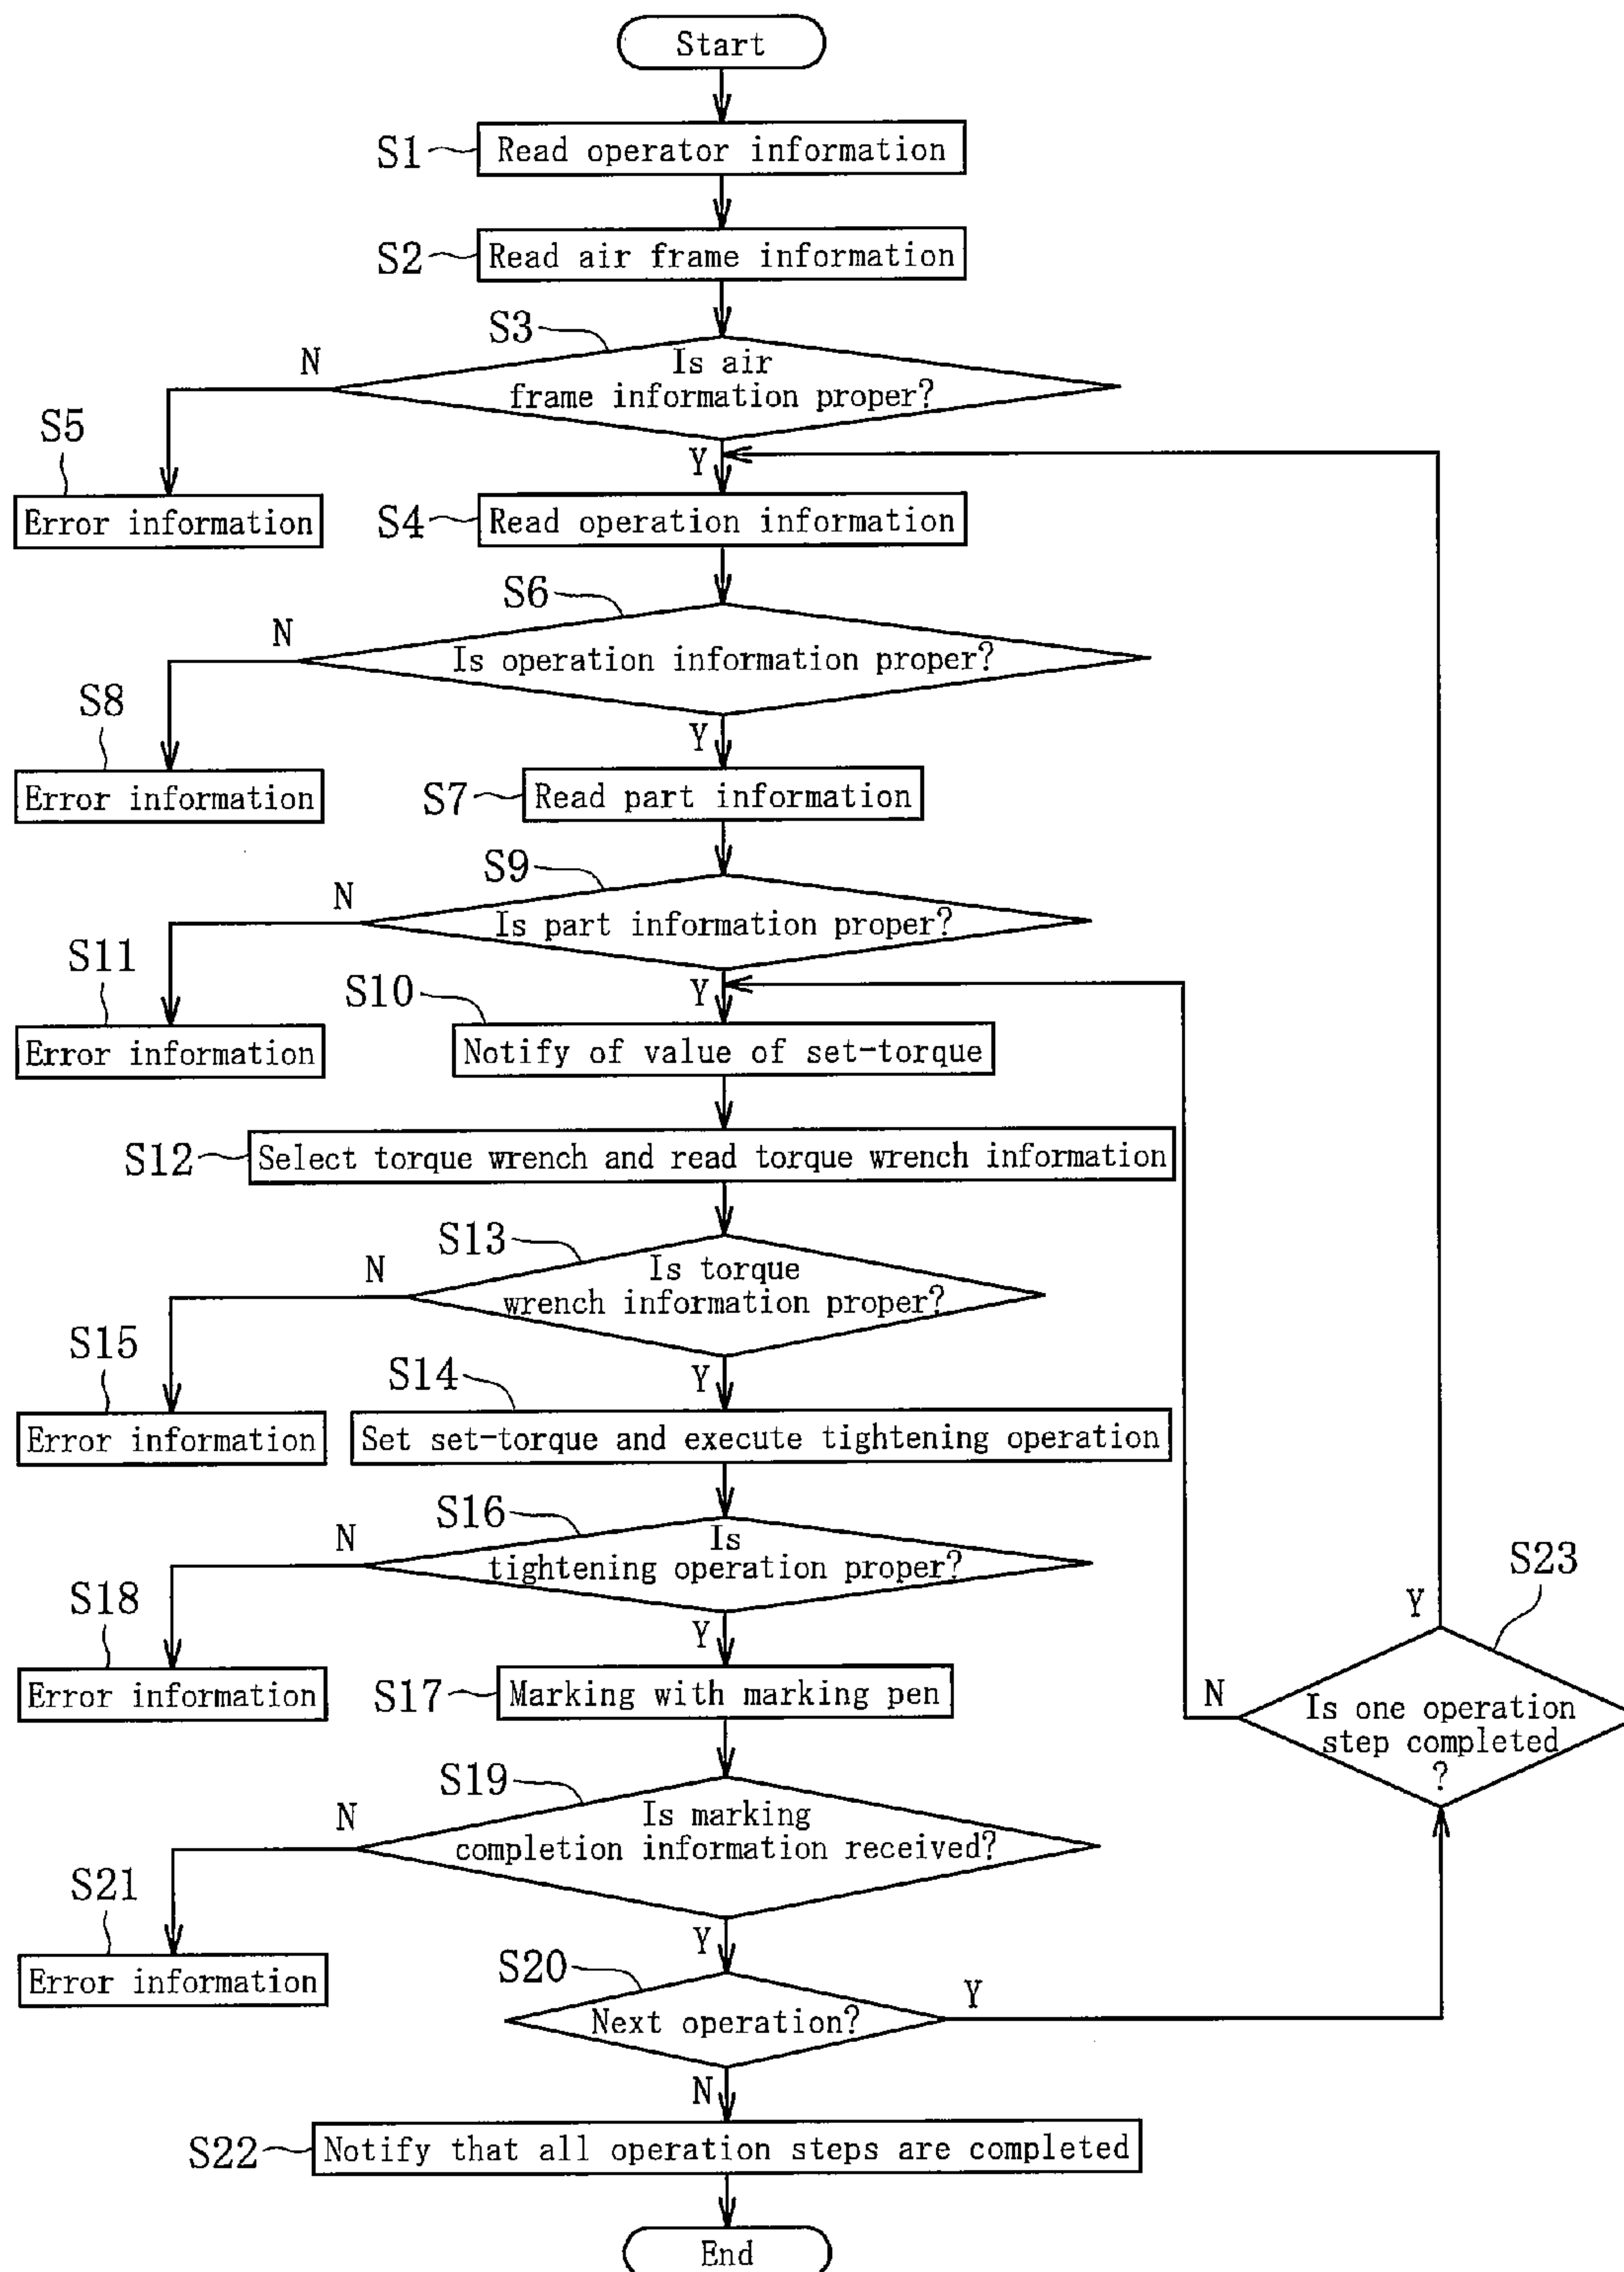 Start
S1
Read operator information
S2
Read air frame information
S3
N
Is air
frame information proper?
S5
Y
Error information
S4
Read operation information
S6
N
Is operation information proper?
S8
Y
Error information
S7
Read part information
S9
N
Is part information proper?
S11
S10
Y
Error information
Notify of value of set-torque
S12
Select torque wrench and read torque wrench information
S13
N
Is torque
wrench information proper?
S15
S14
Y
Error information
Set set-torque and execute tightening operation
S16
N
Is
tightening operation proper?
S23
S18
Y
Y
Error information
S17
Marking with marking pen
N
Is one operation
step completed
?
S19
N
Is marking
completion information received?
S21
Y
Error information
S20
Next operation?
Y
N
S22
Notify that all operation steps are completed
End